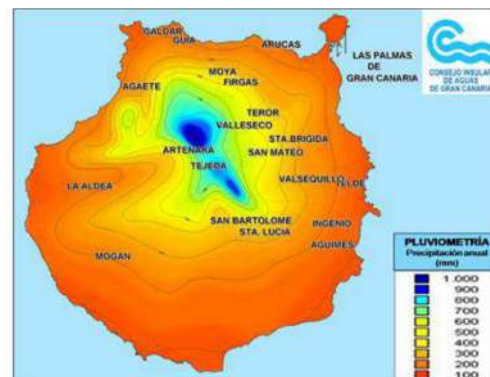 GALDAR
GUIA
ARUCAS
LAS PALMAS
DE
GRAN CANARIA
CONSEJO INSULAR
DE AGUAS
DE GRAN CANARIA
MOYA
FIRGAS
AGAETE
TEROR
VALLESECO
STA.BRIGIDA
ARTENARA
SAN MATEO
TEJEDA
LA ALDEA
VALSEQUILLO
TELDE
SAN BARTOLOME
STA. LUCIA
INGENIO
AGUIMES
MOGAN
PLUVIOMETRÍA
Precipitación anual
(mm)
1.000
900
800
700
600
500
400
300
200
100